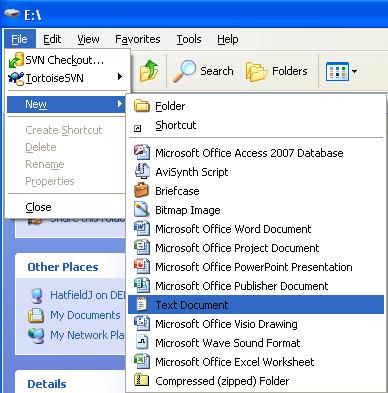 E:\
File Edit View Favorites Tools Help
SVN Checkout...
TortoiseSVN
Search Folders
New
Create Shortcut
Delete
Rename
Properties
Close
Folder
Shortcut
Microsoft Office Access 2007 Database
AviSynth Script
Briefcase
Bitmap Image
Microsoft Office Word Document
Microsoft Office Project Document
Microsoft Office PowerPoint Presentation
Microsoft Office Publisher Document
Text Document
Microsoft Office Visio Drawing
Microsoft Wave Sound Format
Microsoft Office Excel Worksheet
Compressed (zipped) Folder
Share this
Other Places
HatfieldJ on
My Documents
My Network
Details